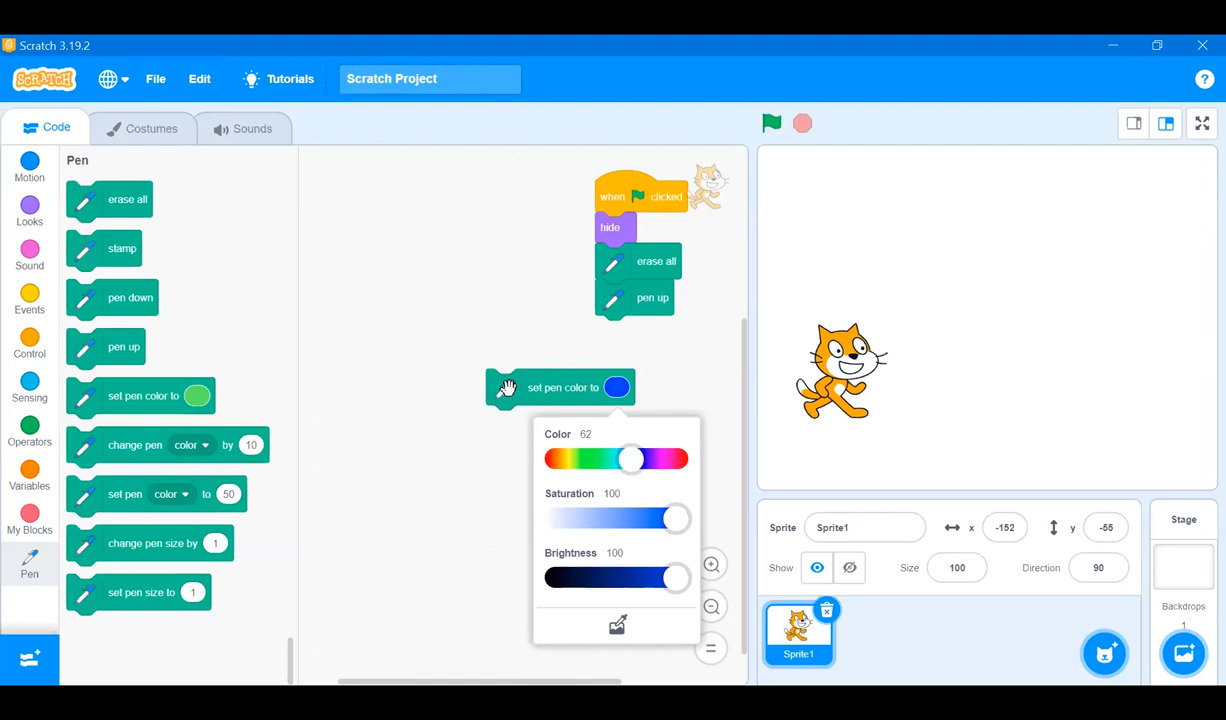 Scratch 3.19.2
SCRATCH
File Edit Tutorials Scratch Project ?
Code Costumes Sounds
Motion
Looks
Sound
Events
Control
Sensing
Operators
Variables
My Blocks
Pen
Pen
erase all
stamp
pen down
pen up
set pen color to
change pen color by 10
set pen color to 50
change pen size by 1
set pen size to 1
when clicked
hide
erase all
pen up
set pen color to
Color 62
Saturation 100
Brightness 100
Sprite Sprite1 x -152 y -55
Show Size 100 Direction 90
Sprite1
Stage
Backdrops
1